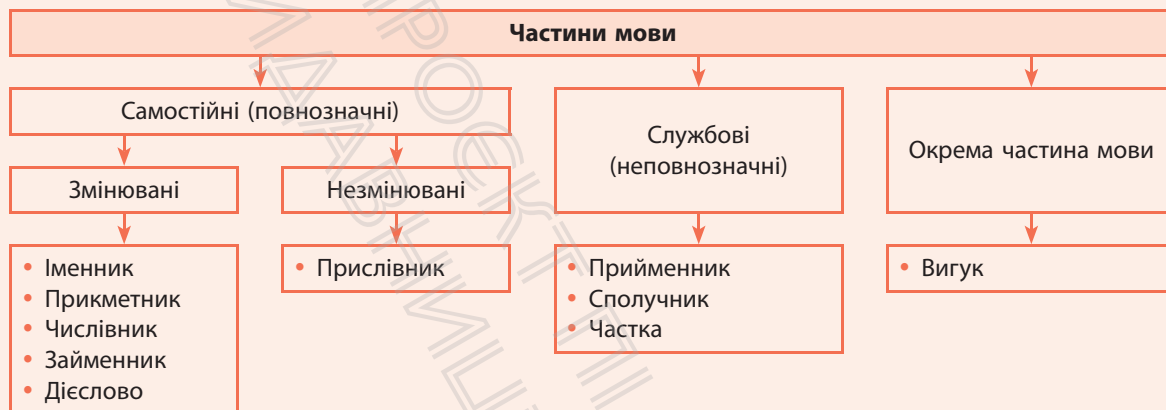 Частини мови
Самостійні (повнозначні)
Службові
(неповнозначні)
Окрема частина мови
Змінювані
Незмінювані
• Іменник
• Прикметник
• Числівник
• Займенник
• Дієслово
• Прислівник
• Прийменник
• Сполучник
• Частка
• Вигук